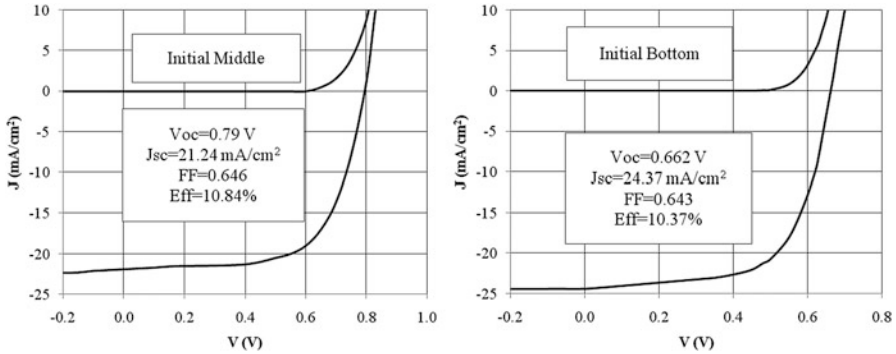 10
5
0
-5
-10
-15
-20
-25
J (mA/cm²)
Initial Middle
Voc=0.79 V
Jsc=21.24 mA/cm²
FF=0.646
Eff=10.84%
-0.2 0.0 0.2 0.4 0.6 0.8 1.0
V (V)
10
5
0
-5
-10
-15
-20
-25
J (mA/cm²)
Initial Bottom
Voc=0.662 V
Jsc=24.37 mA/cm²
FF=0.643
Eff=10.37%
-0.2 0.0 0.2 0.4 0.6 0.8
V (V)